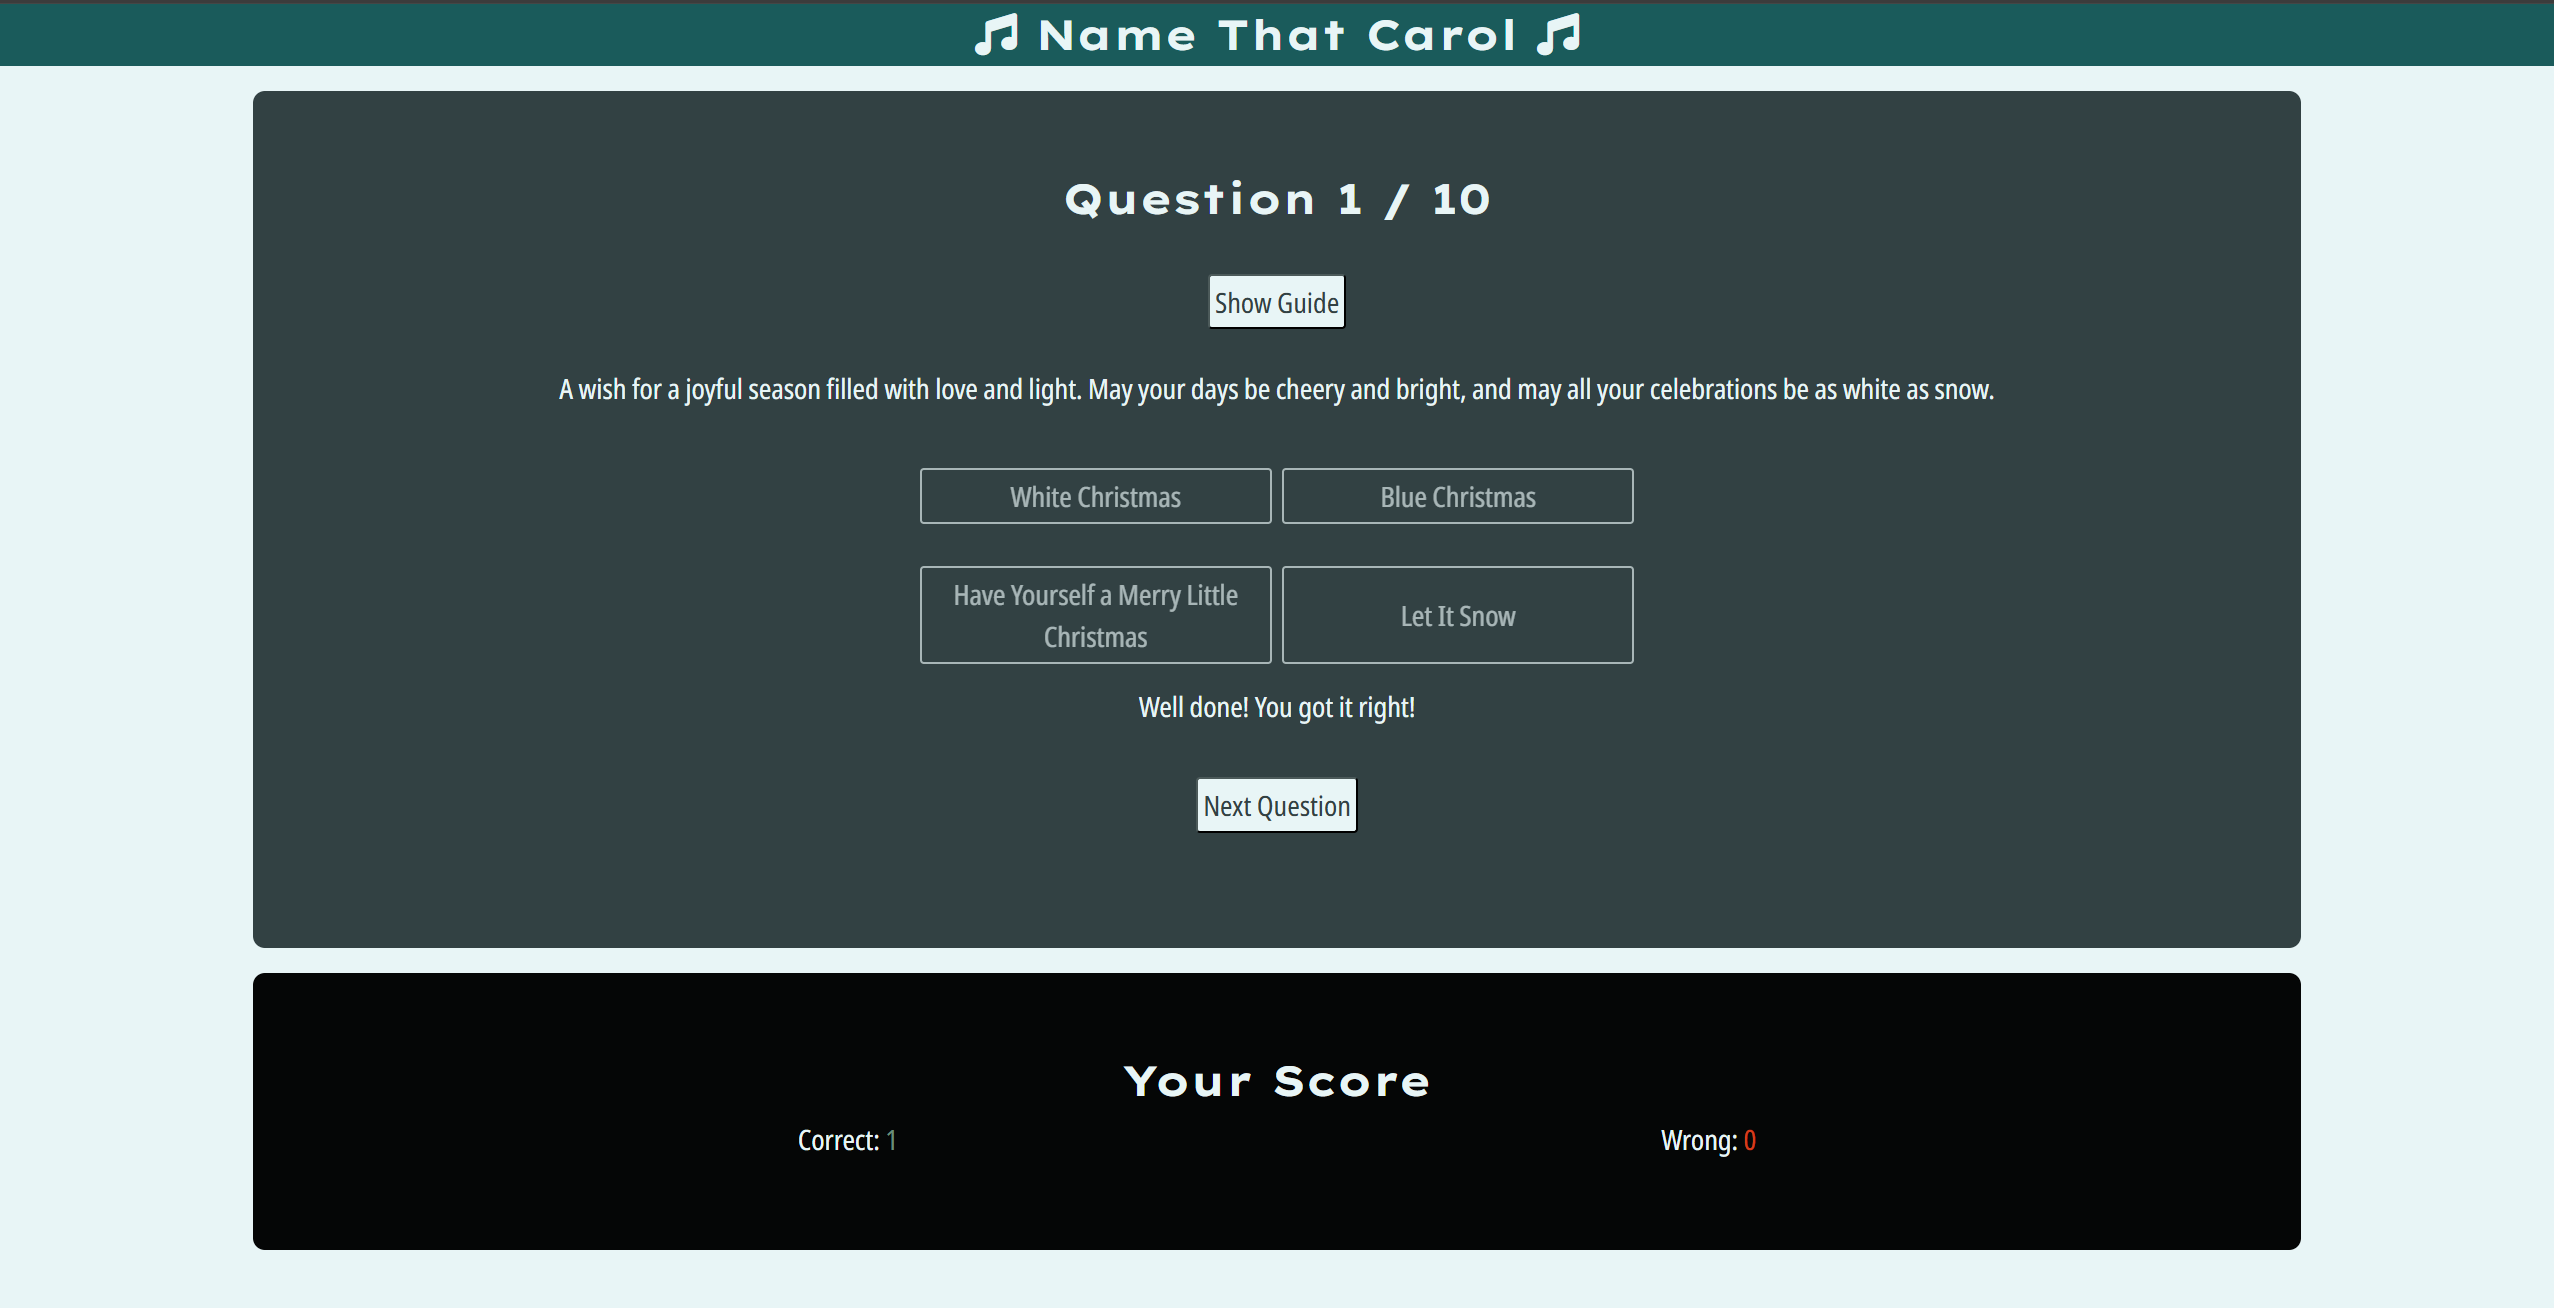 Name That Carol
Question 1 / 10
Show Guide
A wish for a joyful season filled with love and light. May your days be cheery and bright, and may all your celebrations be as white as snow.
White Christmas
Blue Christmas
Have Yourself a Merry Little
Christmas
Let It Snow
Well done! You got it right!
Next Question
Your Score
Correct: 1
Wrong: 0